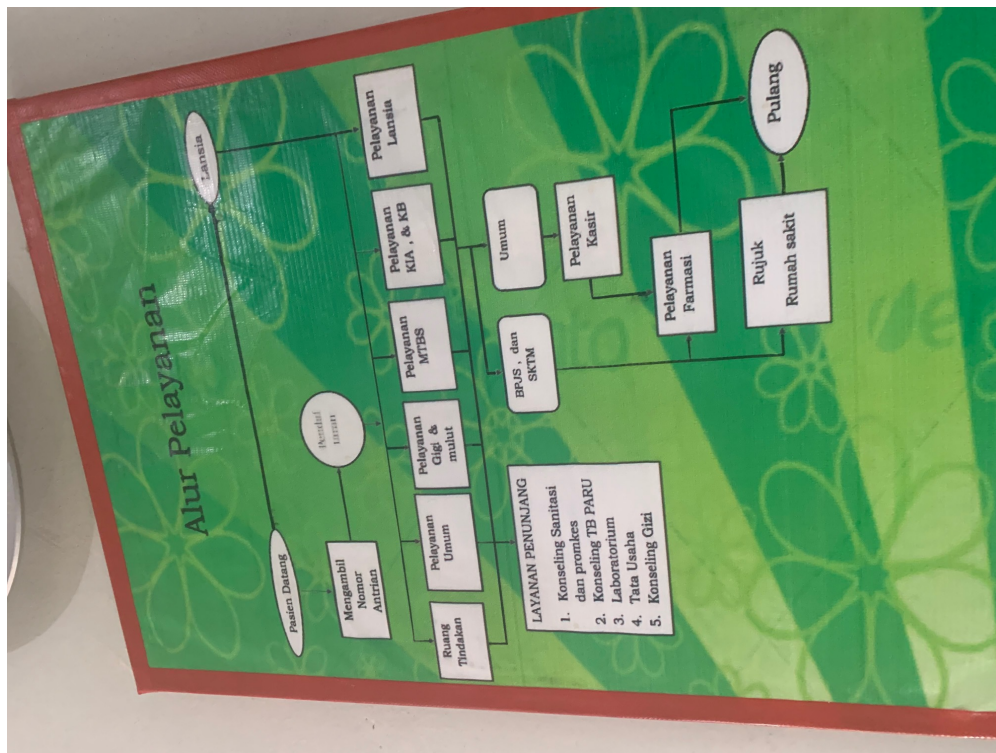 Alur Pelayanan
Pasien Datang
Lansia
Mengambil
Nomor
Antrian
Ruang
Tindakan
Pelayanan
Umum
Pelayanan
Gigi &
mulut
Pelayanan
MTBS
Pelayanan
KIA , & KB
Pelayanan
Lansia
LAYANAN PENUNJANG
1. Konseling Sanitasi
dan promkes
2. Konseling TB PARU
3. Laboratorium
4. Tata Usaha
5. Konseling Gizi
BPJS , dan
SKTM
Umum
Pelayanan
Kasir
Pelayanan
Farmasi
Rujuk
Rumah sakit
Pulang